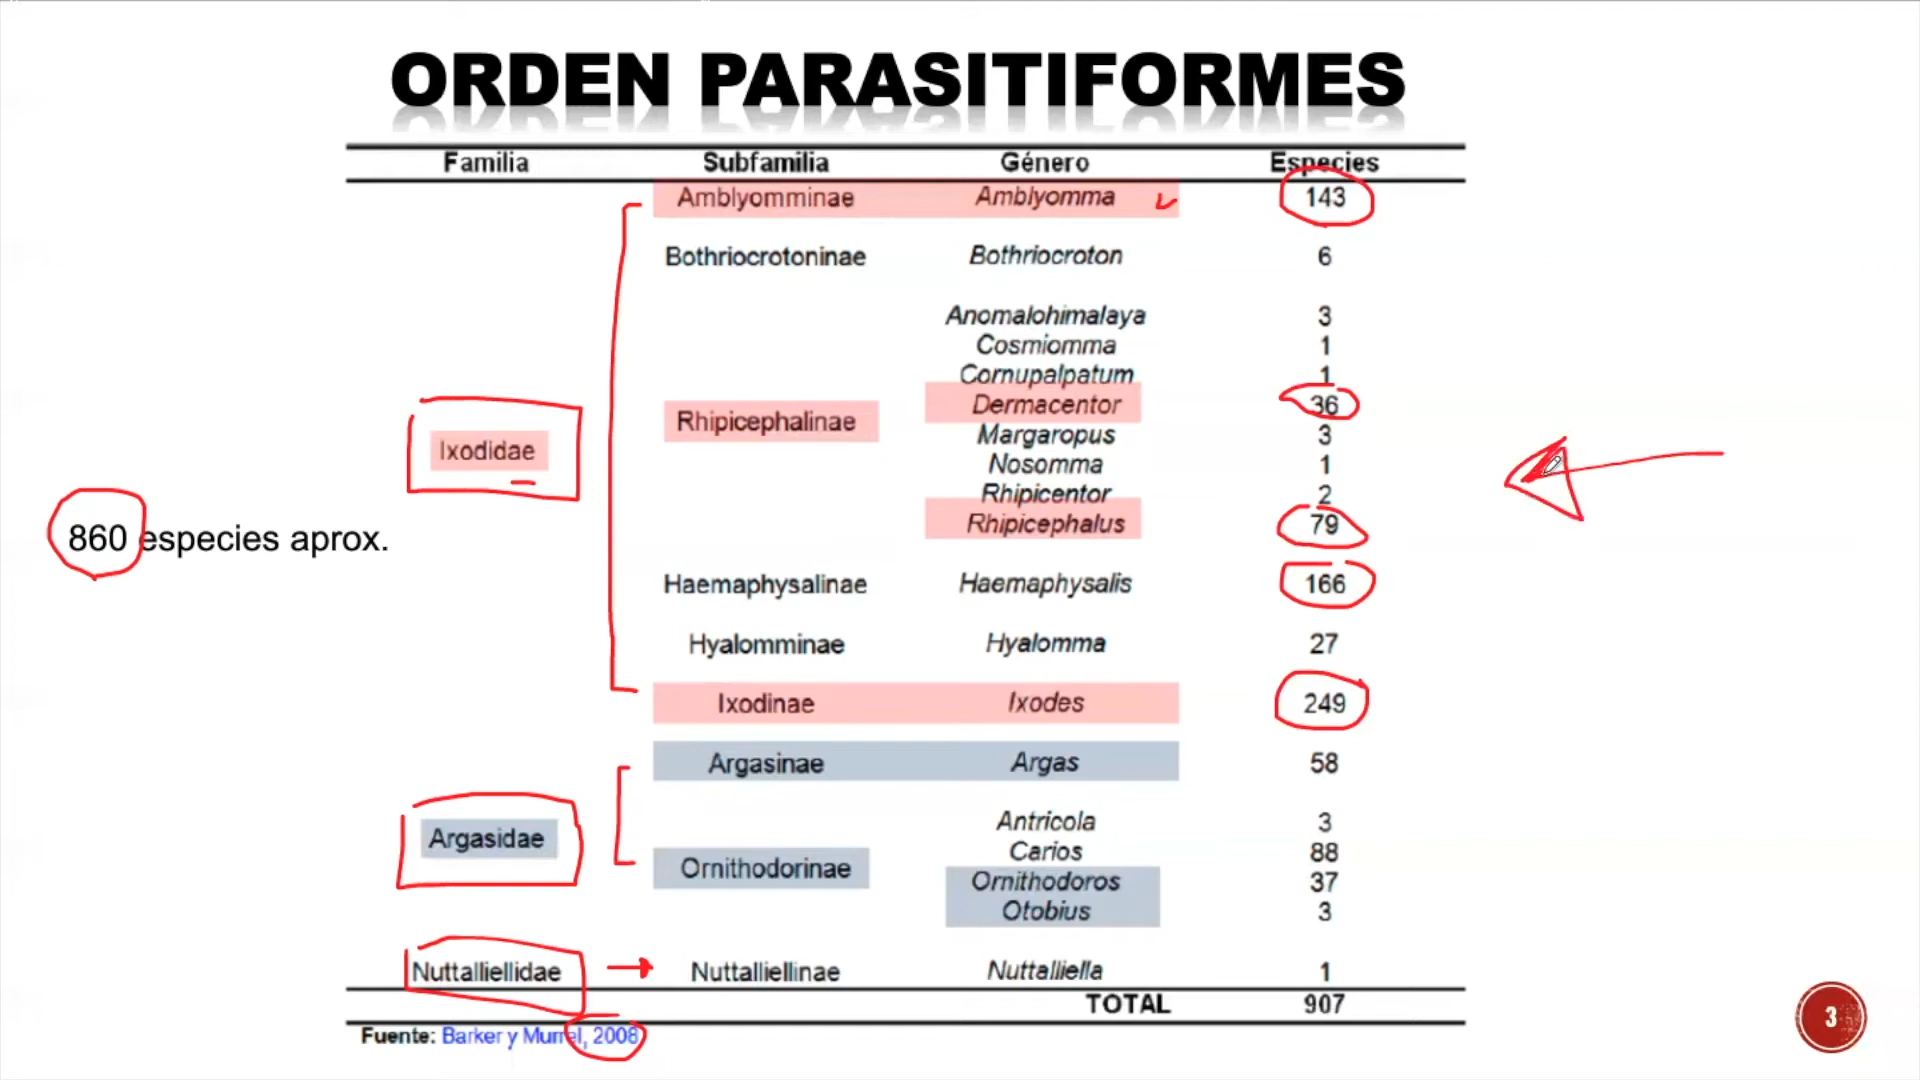 ORDEN PARASITIFORMES
Familia Subfamilia Género Especies
Amblyomminae Amblyomma 143
Bothriocrotoninae Bothriocroton 6
Anomalohimalaya 3
Cosmiomma 1
Cornupalpatum 1
Dermacentor 36
Rhipicephalinae
Margaropus 3
Ixodidae
Nosomma 1
Rhipicentor 2
Rhipicephalus 79
860 especies aprox.
Haemaphysalinae Haemaphysalis 166
Hyalomminae Hyalomma 27
Ixodinae Ixodes 249
Argasinae Argas 58
Antricola 3
Argasidae
Carios 88
Ornithodorinae
Ornithodoros 37
Otobius 3
Nuttalliellidae Nuttalliellinae Nuttalliella 1
TOTAL 907
Fuente: Barker y Murrel, 2008
3